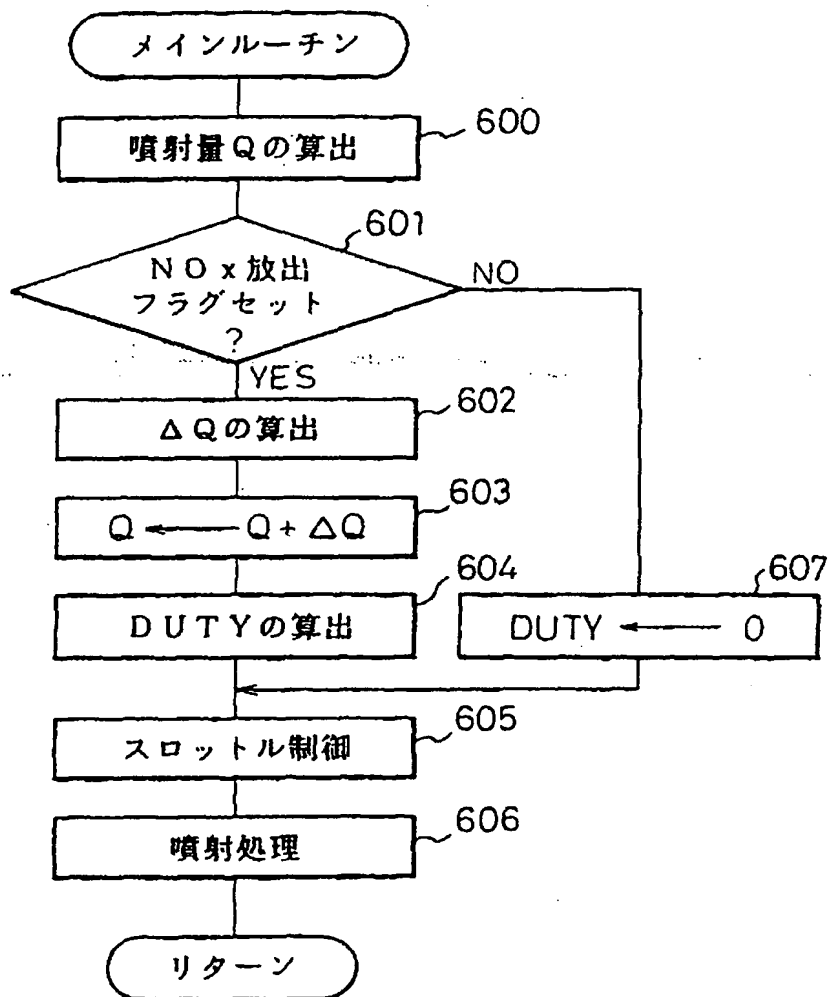 メインルーチン
600
噴射量Qの算出
601
NOx放出
フラグセット
?
NO
YES
602
ΔQの算出
603
Q ← Q + ΔQ
604
DUTYの算出
607
DUTY ← 0
605
スロットル制御
606
噴射処理
リターン